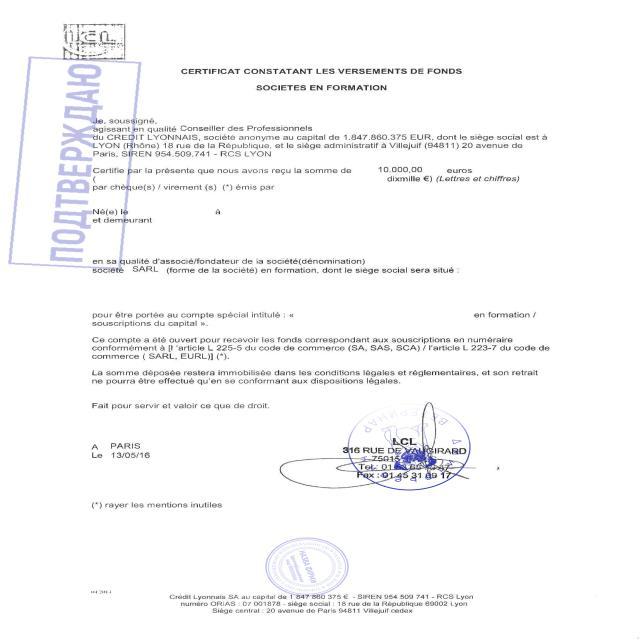 LCL
CERTIFICAT CONSTATANT LES VERSEMENTS DE FONDS
SOCIETES EN FORMATION
ПОДТВЕРЖДАЮ
Je, soussigné,
agissant en qualité Conseiller des Professionnels
du CREDIT LYONNAIS, société anonyme au capital de 1.847.860.375 EUR, dont le siège social est à
LYON (Rhône) 18 rue de la République, et le siège administratif à Villejuif (94811) 20 avenue de
Paris, SIREN 954.509.741 - RCS LYON
Certifie par la présente que nous avons reçu la somme de 10.000,00 euros
( dixmille €) (Lettres et chiffres)
par chèque(s) / virement (s) (*) émis par
Né(e) le à
et demeurant
en sa qualité d'associé/fondateur de la société(dénomination)
société SARL (forme de la société) en formation, dont le siège social sera situé :
pour être portée au compte spécial intitulé : « en formation /
souscriptions du capital ».
Ce compte a été ouvert pour recevoir les fonds correspondant aux souscriptions en numéraire
conformément à [l 'article L 225-5 du code de commerce (SA, SAS, SCA) / l'article L 223-7 du code de
commerce ( SARL, EURL)] (*).
La somme déposée restera immobilisée dans les conditions légales et réglementaires, et son retrait
ne pourra être effectué qu'en se conformant aux dispositions légales.
Fait pour servir et valoir ce que de droit.
A PARIS
Le 13/05/16
ВЕТЕРИНАР
LCL
316 RUE DE VAUGIRARD
75015
Tel : 01
Fax : 01 45 31 09 17
(*) rayer les mentions inutiles
Crédit Lyonnais SA au capital de 1 847 860 375 € - SIREN 954 509 741 - RCS Lyon
numéro ORIAS : 07 001878 - siège social : 18 rue de la République 69002 Lyon
Siège central : 20 avenue de Paris 94811 Villejuif cedex